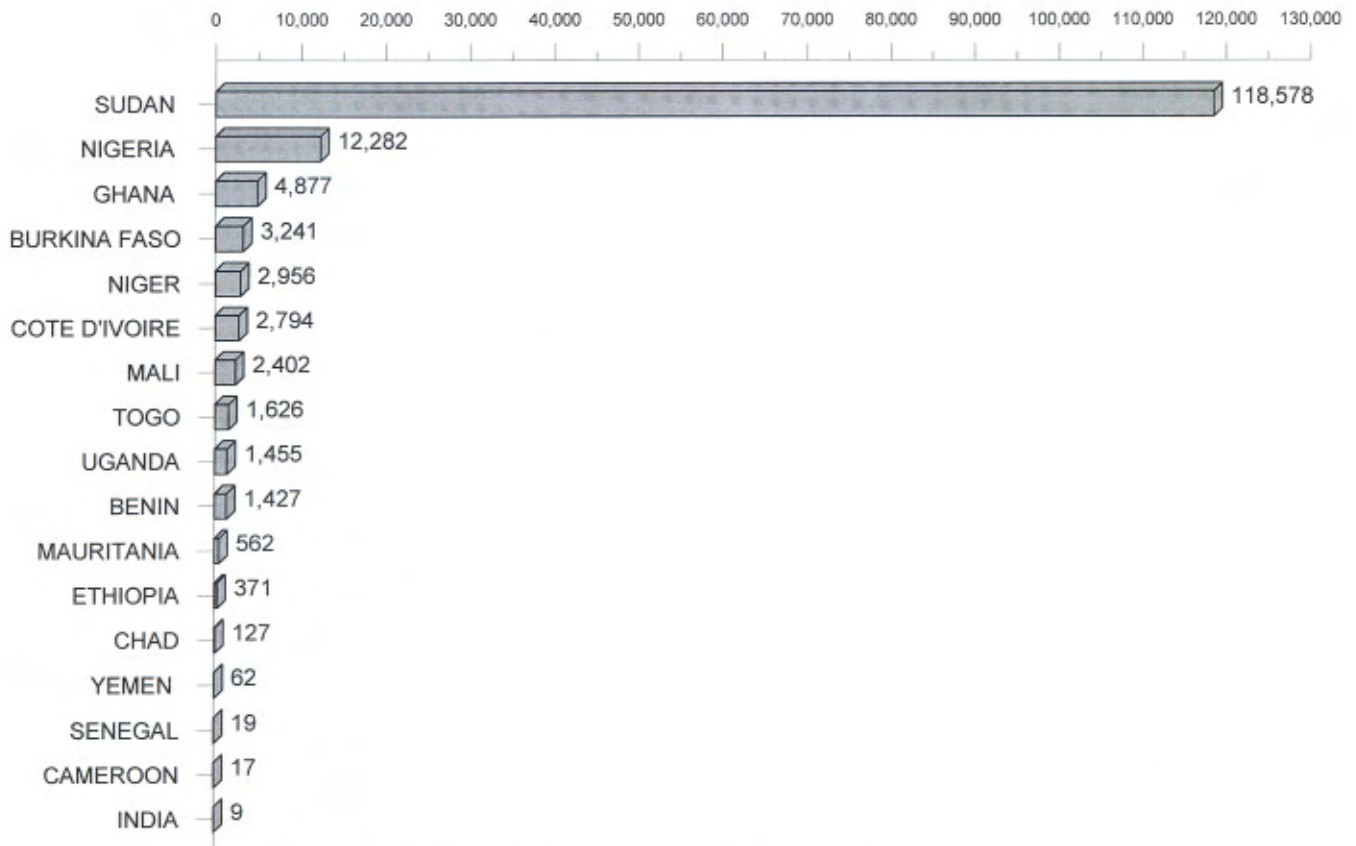 0 10,000 20,000 30,000 40,000 50,000 60,000 70,000 80,000 90,000 100,000 110,000 120,000 130,000
SUDAN 118,578
NIGERIA 12,282
GHANA 4,877
BURKINA FASO 3,241
NIGER 2,956
COTE D'IVOIRE 2,794
MALI 2,402
TOGO 1,626
UGANDA 1,455
BENIN 1,427
MAURITANIA 562
ETHIOPIA 371
CHAD 127
YEMEN 62
SENEGAL 19
CAMEROON 17
INDIA 9